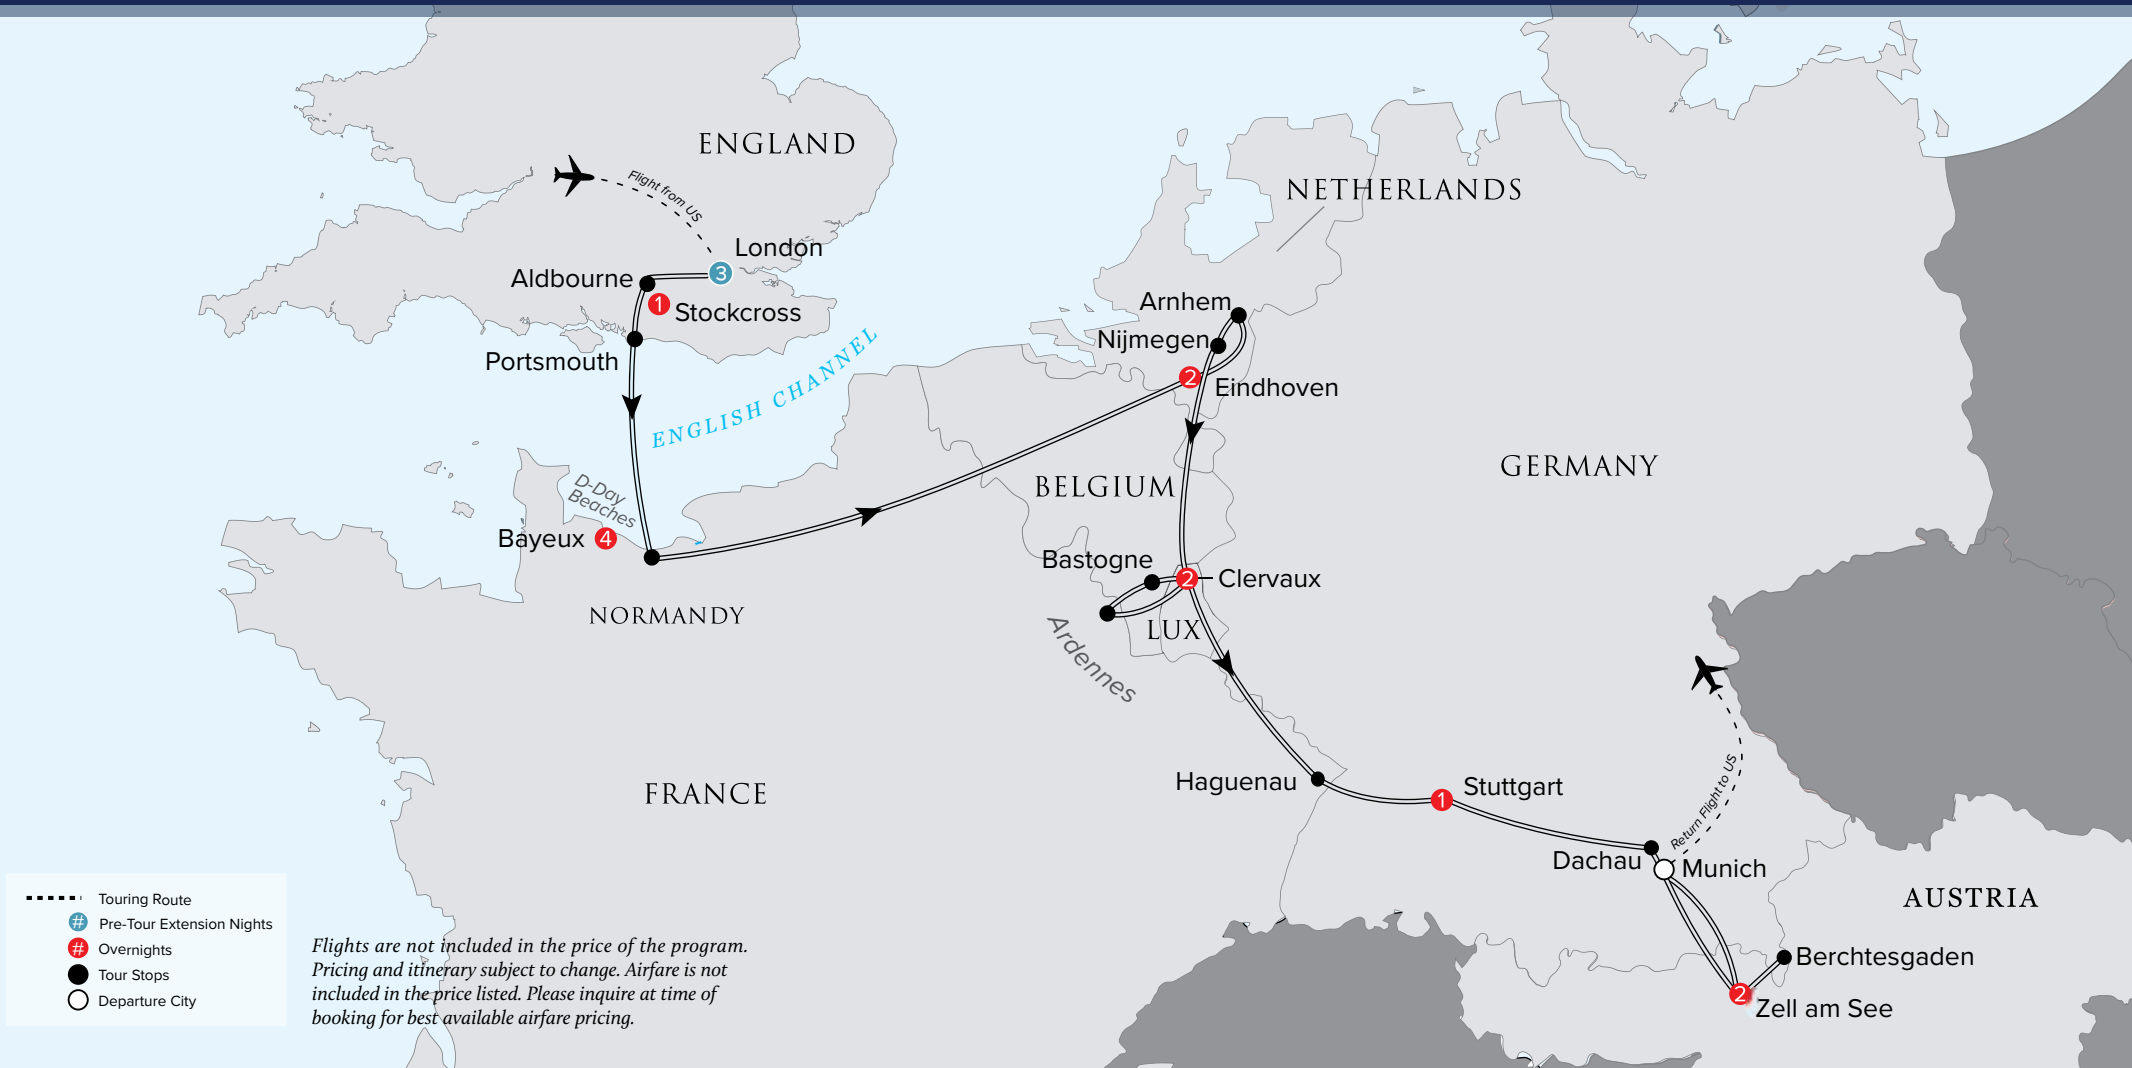 ENGLAND
Flight from US
NETHERLANDS
London
3
Aldbourne
1
Stockcross
Arnhem
Nijmegen
Portsmouth
2
Eindhoven
ENGLISH CHANNEL
GERMANY
BELGIUM
D-Day
Beaches
Bayeux
4
Bastogne
2
Clervaux
NORMANDY
LUX
Ardennes
Return Flight to US
Haguenau
Stuttgart
1
FRANCE
Dachau
Munich
AUSTRIA
Berchtesgaden
2
Zell am See
Touring Route
# Pre-Tour Extension Nights
# Overnights
Tour Stops
Departure City
Flights are not included in the price of the program.
Pricing and itinerary subject to change. Airfare is not
included in the price listed. Please inquire at time of
booking for best available airfare pricing.